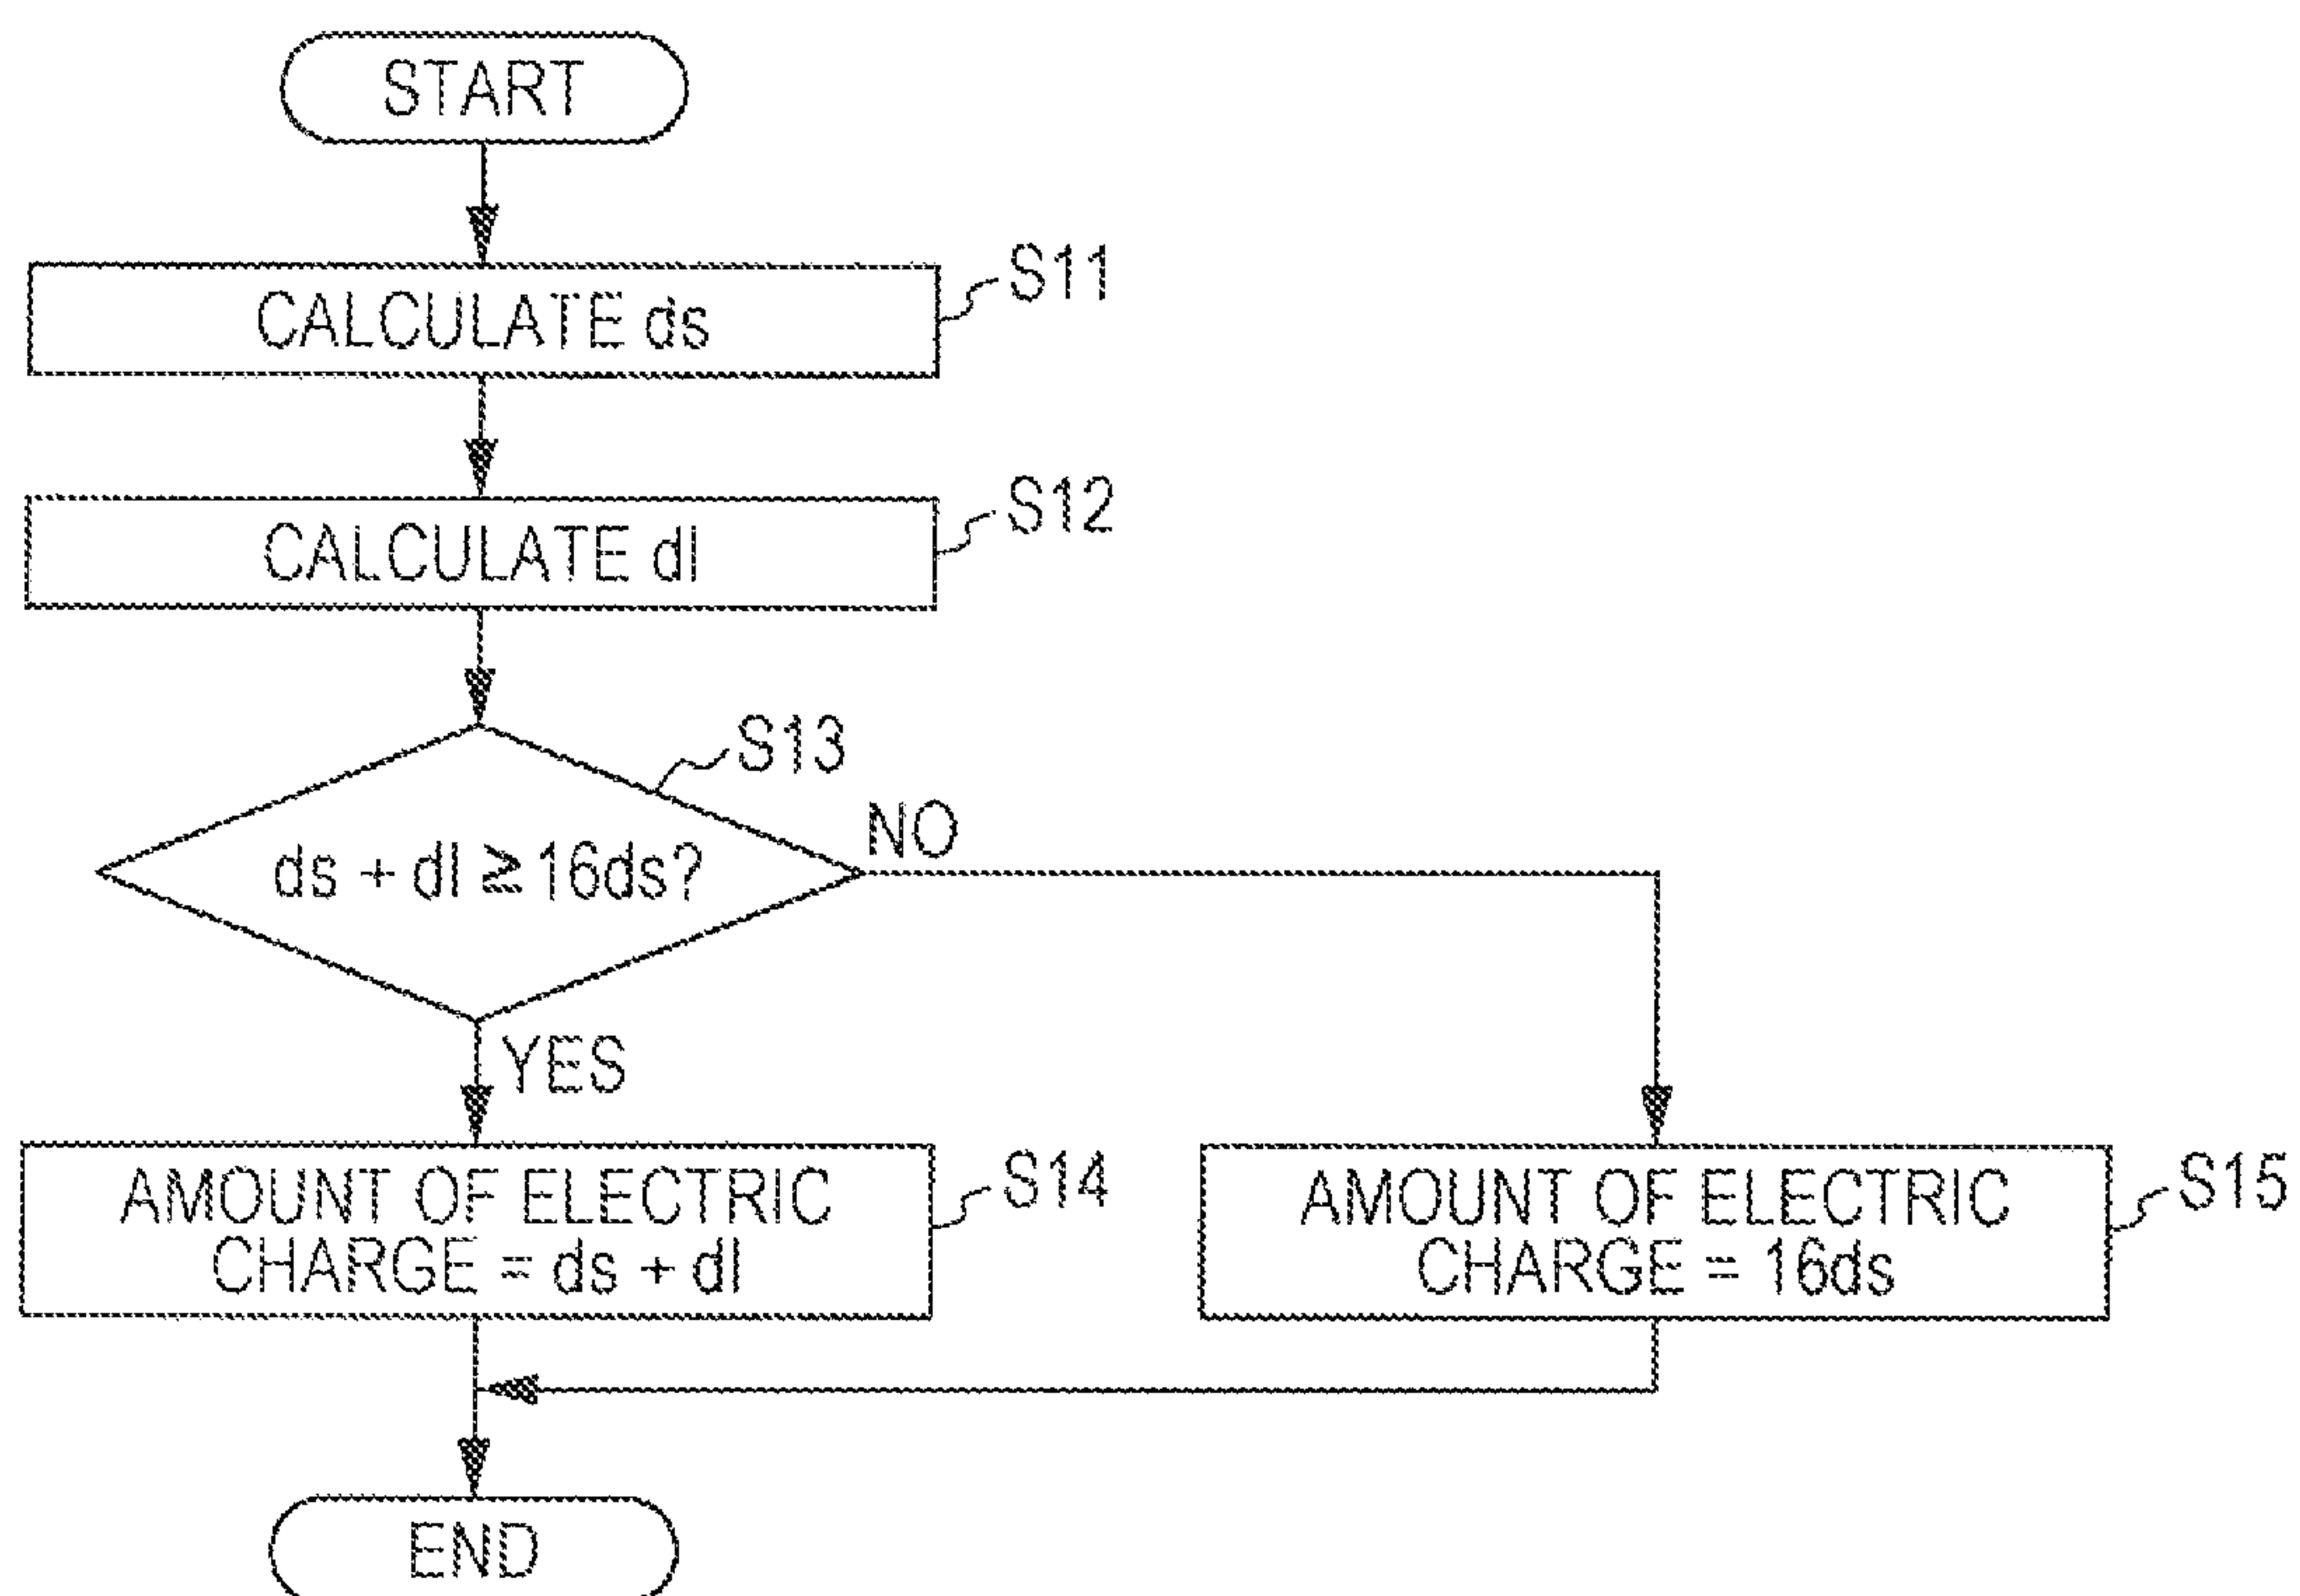 START
CALCULATE ds
S11
CALCULATE dl
S12
S13
ds + dl ≧ 16ds?
NO
YES
AMOUNT OF ELECTRIC
CHARGE = ds + dl
S14
AMOUNT OF ELECTRIC
CHARGE = 16ds
S15
END